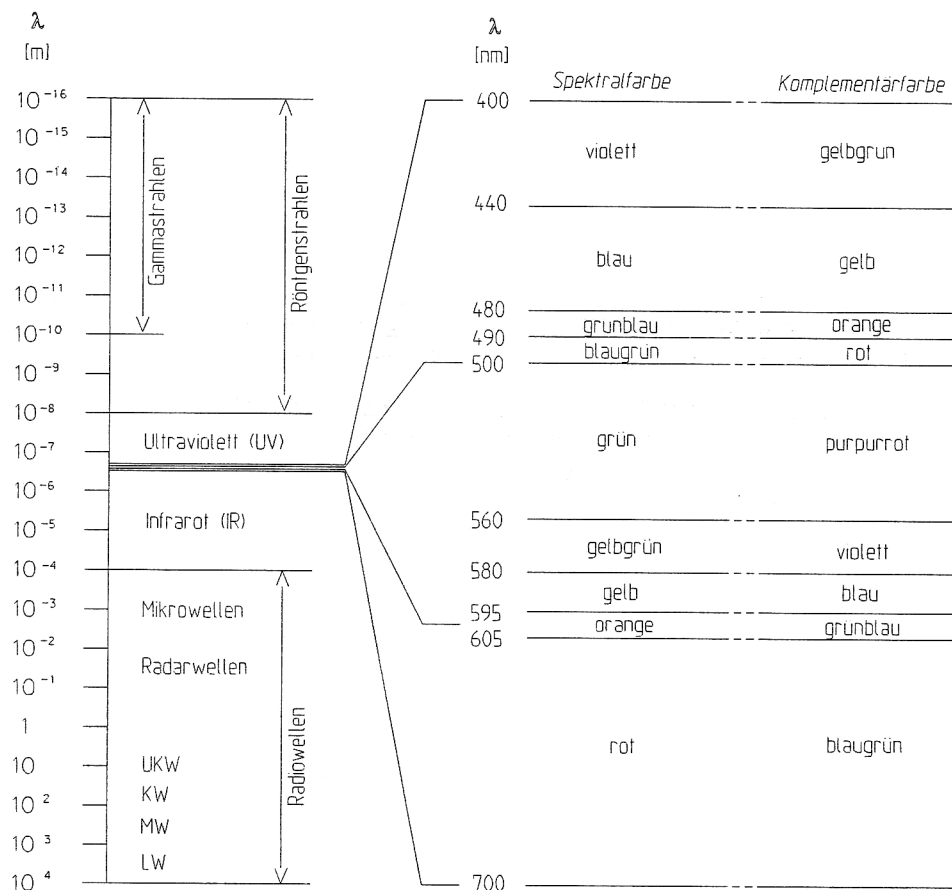 λ
[m]
10⁻¹⁶
10⁻¹⁵
10⁻¹⁴
10⁻¹³
10⁻¹²
10⁻¹¹
10⁻¹⁰
10⁻⁹
10⁻⁸
10⁻⁷
10⁻⁶
10⁻⁵
10⁻⁴
10⁻³
10⁻²
10⁻¹
1
10
10²
10³
10⁴
Gammastrahlen
Röntgenstrahlen
Ultraviolett (UV)
Infrarot (IR)
Mikrowellen
Radarwellen
UKW
KW
MW
LW
Radiowellen
λ
[nm]
Spektralfarbe Komplementärfarbe
400
violett gelbgrun
440
blau gelb
480
grünblau orange
490
blaugrün rot
500
grün purpurrot
560
gelbgrün violett
580
gelb blau
595
orange grünblau
605
rot blaugrün
700